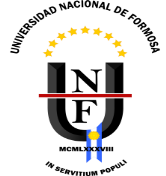 UNIVERSIDAD NACIONAL DE FORMOSA
N
F
MCMLXXXVIII
IN SERVITIUM POPULI